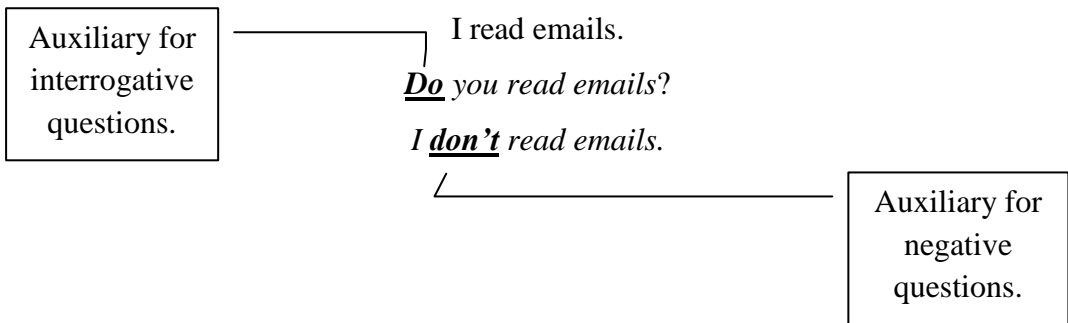 Auxiliary for
interrogative
questions.
I read emails.
Do you read emails?
I don’t read emails.
Auxiliary for
negative
questions.